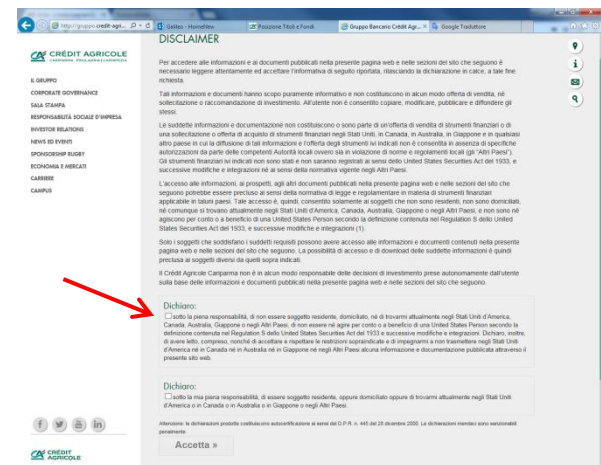 http://gruppo.credit-agri...
Galileo - HomeNew
Posizione Titoli e Fondi
Gruppo Bancario Crédit Agr...
Google Traduttore
CRÉDIT AGRICOLE
IL GRUPPO
CORPORATE GOVERNANCE
SALA STAMPA
RESPONSABILITÀ SOCIALE D'IMPRESA
INVESTOR RELATIONS
NEWS ED EVENTI
SPONSORSHIP RUGBY
ECONOMIA E MERCATI
CARRIERE
CAMPUS
DISCLAIMER
Per accedere alle informazioni e ai documenti pubblicati nella presente pagina web e nelle sezioni del sito che seguono è
necessario leggere attentamente ed accettare l'informativa di seguito riportata, rilasciando la dichiarazione in calce, a tale fine
richiesta.
Tali informazioni e documenti hanno scopo puramente informativo e non costituiscono in alcun modo offerta di vendita, né
sollecitazione o raccomandazione di investimento. All'utente non è consentito copiare, modificare, pubblicare e diffondere gli
stessi.
Le suddette informazioni e documentazione non costituiscono o sono parte di un'offerta di vendita di strumenti finanziari o di
una sollecitazione o offerta di acquisto di strumenti finanziari negli Stati Uniti, in Canada, in Australia, in Giappone e in qualsiasi
altro paese in cui la diffusione di tali informazioni e l'offerta degli strumenti ivi indicati non è consentita in assenza di specifiche
autorizzazioni da parte delle competenti Autorità locali ovvero sia in violazione di norme e regolamenti locali (gli "Altri Paesi").
Gli strumenti finanziari ivi indicati non sono stati e non saranno registrati ai sensi dello United States Securities Act del 1933, e
successive modifiche e integrazioni né ai sensi della normativa vigente negli Altri Paesi.
L'accesso alle informazioni, ai prospetti, agli altri documenti pubblicati nella presente pagina web e nelle sezioni del sito che
seguono potrebbe essere precluso ai sensi della normativa di legge e regolamentare in materia di strumenti finanziari
applicabile in taluni paesi. Tale accesso è, quindi, consentito solamente ai soggetti che non sono residenti, non sono domiciliati,
né comunque si trovano attualmente negli Stati Uniti d'America, Canada, Australia, Giappone o negli Altri Paesi, e non sono né
agiscono per conto o a beneficio di una United States Person secondo la definizione contenuta nel Regulation S dello United
States Securities Act del 1933, e successive modifiche e integrazioni (1).
Solo i soggetti che soddisfano i suddetti requisiti possono avere accesso alle informazioni e documenti contenuti nella presente
pagina web e nelle sezioni del sito che seguono. La possibilità di accesso e di download delle suddette informazioni è quindi
preclusa ai soggetti diversi da quelli sopra indicati.
Il Crédit Agricole Cariparma non è in alcun modo responsabile delle decisioni di investimento prese autonomamente dall'utente
sulla base delle informazioni e documenti pubblicati nella presente pagina web e nelle sezioni del sito che seguono.
Dichiaro:
sotto la piena responsabilità, di non essere soggetto residente, domiciliato, né di trovarmi attualmente negli Stati Uniti d'America,
Canada, Australia, Giappone o negli Altri Paesi, di non essere né agire per conto o a beneficio di una United States Person secondo la
definizione contenuta nel Regulation S dello United States Securities Act del 1933 e successive modifiche e integrazioni. Dichiaro, inoltre,
di avere letto, compreso, nonché di accettare e rispettare le restrizioni sopraindicate e di impegnarmi a non trasmettere negli Stati Uniti
d'America né in Canada né in Australia né in Giappone né negli Altri Paesi alcuna informazione e documentazione pubblicata attraverso il
presente sito web.
Dichiaro:
sotto la mia piena responsabilità, di essere soggetto residente, oppure domiciliato oppure di trovarmi attualmente negli Stati Uniti
d'America o in Canada o in Australia o in Giappone o negli Altri Paesi.
Attenzione: le dichiarazioni prodotte costituiscono autocertificazione ai sensi del D.P.R. n. 445 del 28 dicembre 2000. Le dichiarazioni mendaci sono sanzionabili
penalmente.
Accetta »
CRÉDIT
AGRICOLE